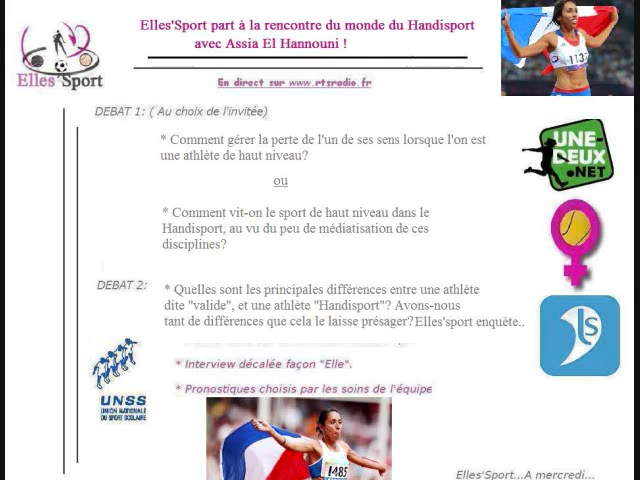 Elles'Sport part à la rencontre du monde du Handisport
avec Assia El Hannouni !
Elles'Sport
En direct sur www.rtsradio.fr
113
DEBAT 1: ( Au choix de l'invitée)
* Comment gérer la perte de l'un de ses sens lorsque l'on est
une athlète de haut niveau?
ou
* Comment vit-on le sport de haut niveau dans le
Handisport, au vu du peu de médiatisation de ces
disciplines?
UNE-
DEUX
.NET
DEBAT 2:
* Quelles sont les principales différences entre une athlète
dite "valide", et une athlète "Handisport"? Avons-nous
tant de différences que cela le laisse présager? Elles'sport enquête..
ls
* Interview décalée façon "Elle".
* Pronostiques choisis par les soins de l'équipe
UNSS
UNION NATIONALE
DU SPORT SCOLAIRE
1485
Elles'Sport...A mercredi...